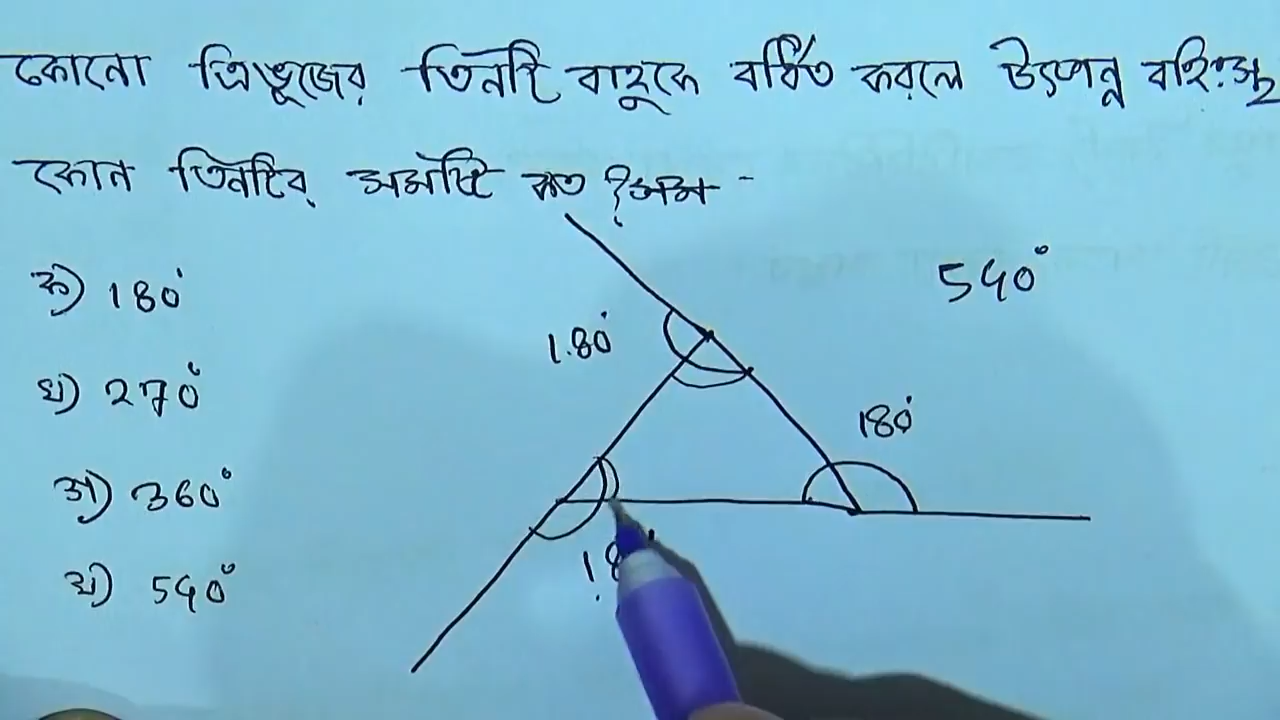 কোনো ত্রিভূজের তিনটি বাহুকে বর্ধিত করলে উৎপন্ন বহিঃস্থ
কোন তিনটির সমষ্টি কত ?
ক) 180°
খ) 270°
গ) 360°
ঘ) 540°
540°
1.80°
180°